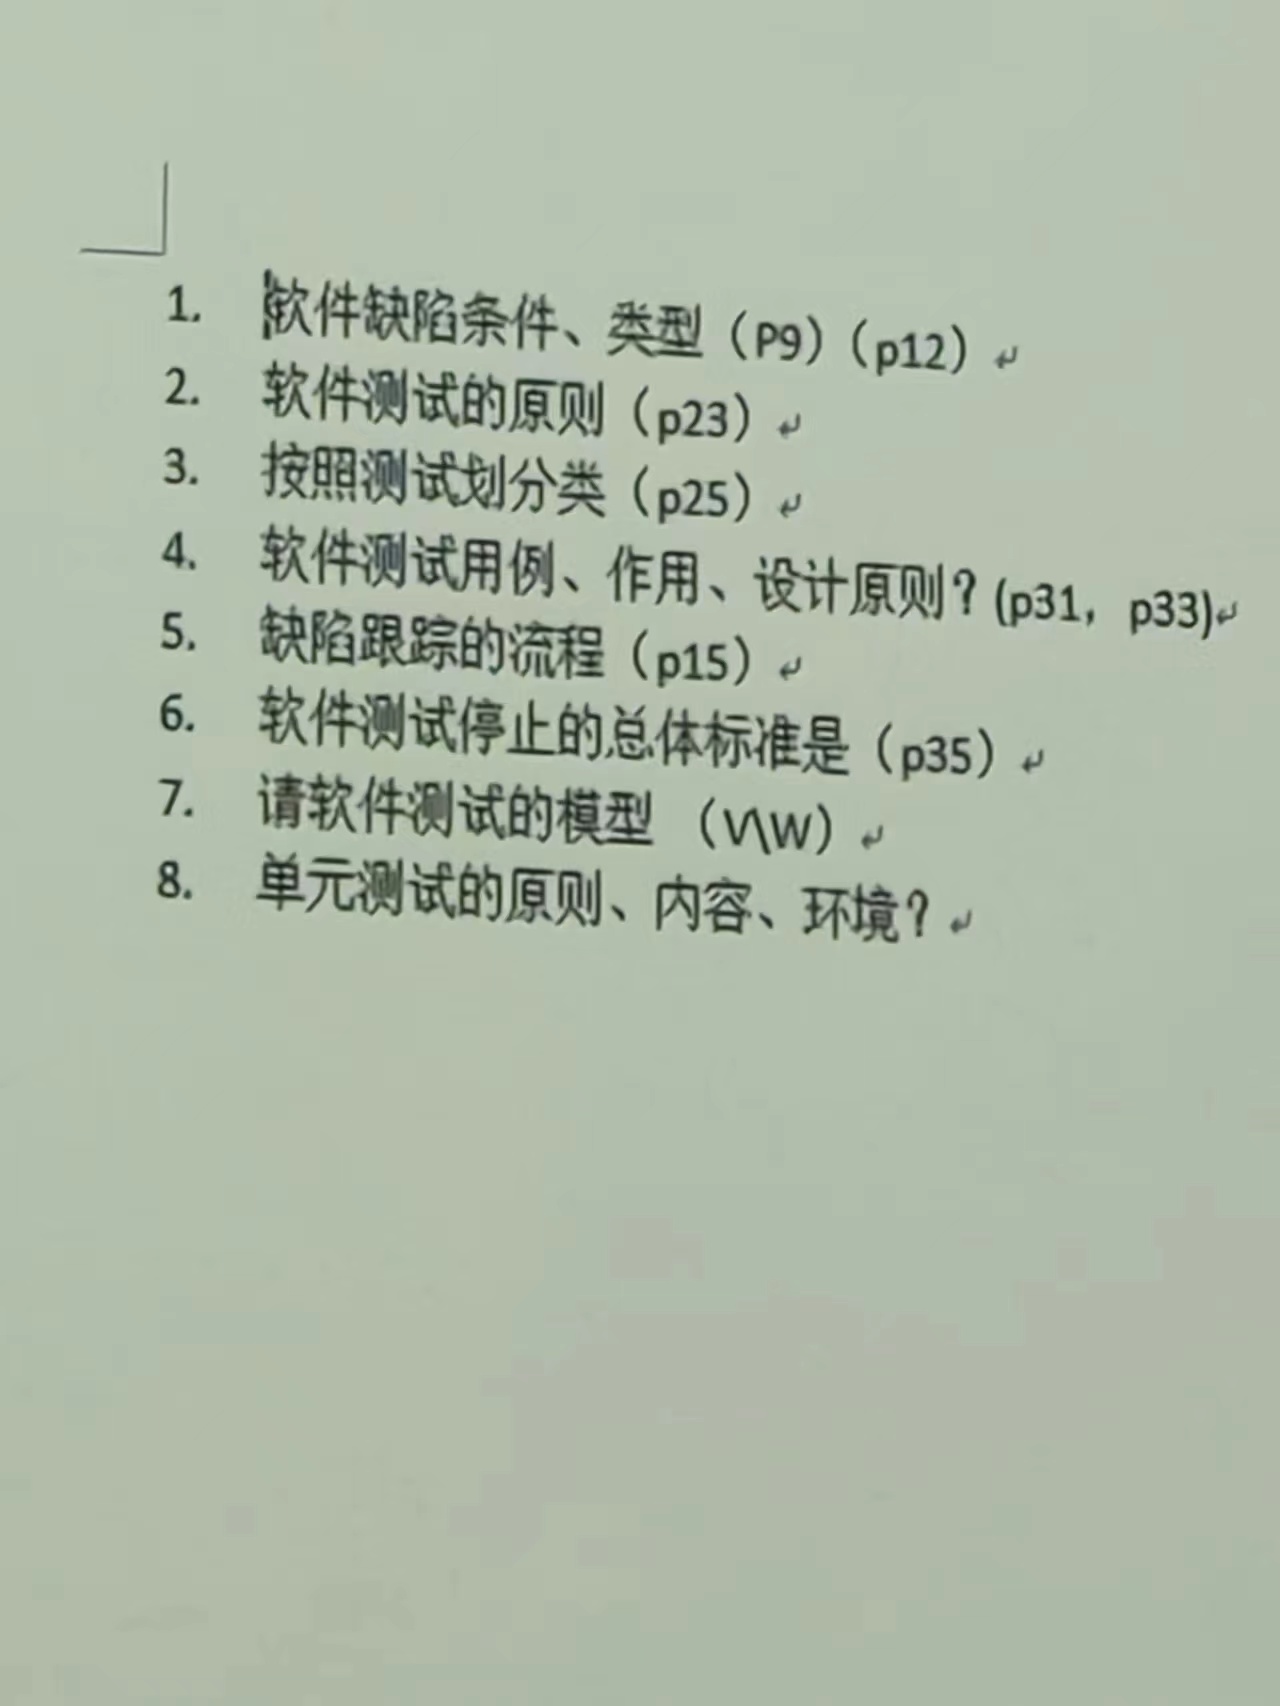 1. 软件缺陷条件、类型（P9）（p12）
2. 软件测试的原则（p23）
3. 按照测试划分类（p25）
4. 软件测试用例、作用、设计原则？(p31，p33)
5. 缺陷跟踪的流程（p15）
6. 软件测试停止的总体标准是（p35）
7. 请软件测试的模型 （V\W）
8. 单元测试的原则、内容、环境？